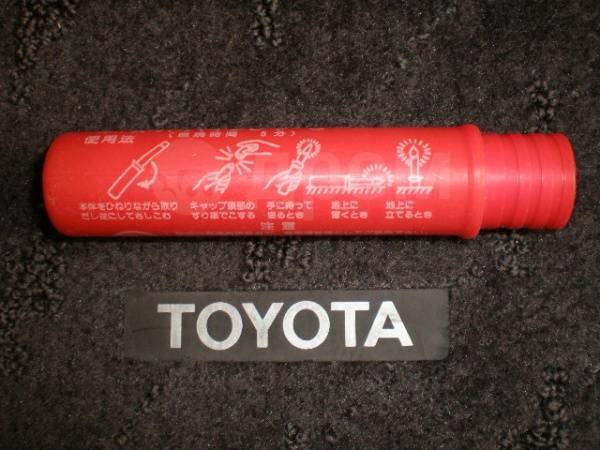 使用法 (燃焼時間 5分)
本体をひねりながら取り
出し逆にしてさしこむ
キャップ頭部の
すり薬でこする
手に持って
振るとき
地上に
置くとき
地上に
立てるとき
注意
TOYOTA